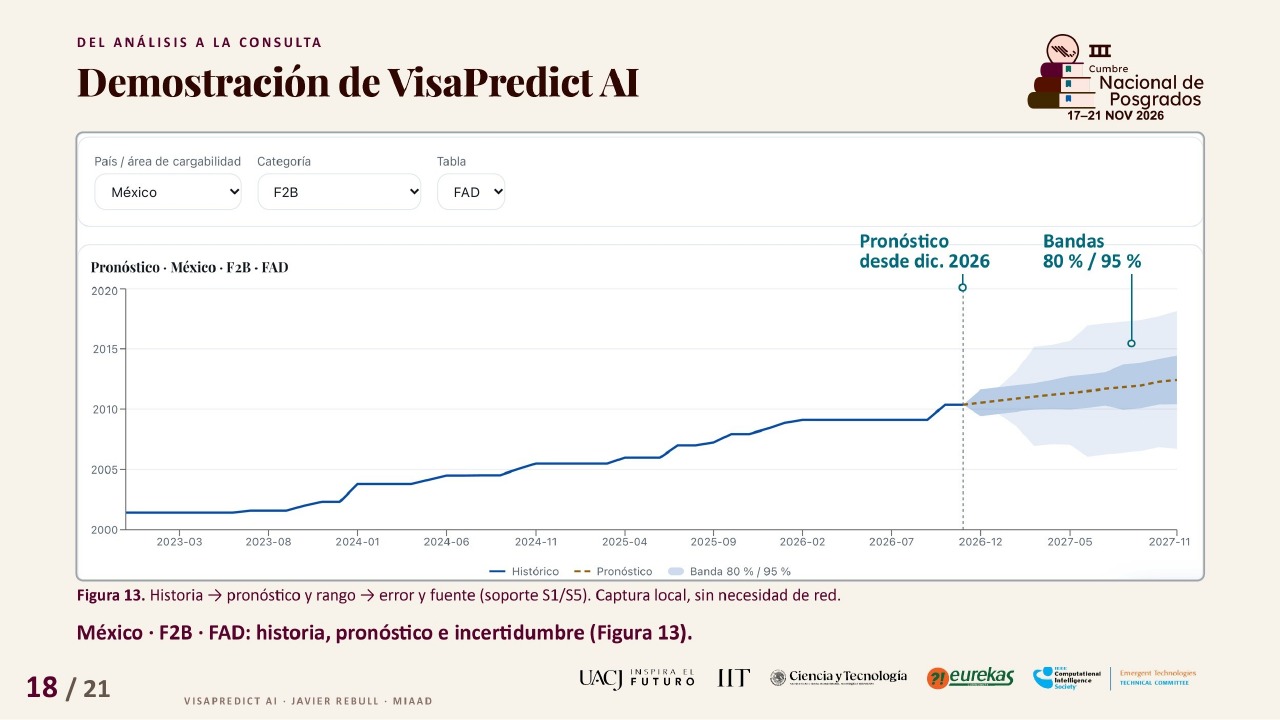 DEL ANÁLISIS A LA CONSULTA
Demostración de VisaPredict AI
III
Cumbre
Nacional de
Posgrados
17–21 NOV 2026
País / área de cargabilidad
Categoría
Tabla
México
F2B
FAD
Pronóstico
desde dic. 2026
Bandas
80 % / 95 %
Pronóstico · México · F2B · FAD
2020
2015
2010
2005
2000
2023-03 2023-08 2024-01 2024-06 2024-11 2025-04 2025-09 2026-02 2026-07 2026-12 2027-05 2027-11
Histórico Pronóstico Banda 80 % / 95 %
Figura 13. Historia → pronóstico y rango → error y fuente (soporte S1/S5). Captura local, sin necesidad de red.
México · F2B · FAD: historia, pronóstico e incertidumbre (Figura 13).
UACJ INSPIRA EL FUTURO
IIT
Ciencia y Tecnología
?! eurekas
IEEE Computational Intelligence Society
Emergent Technologies
TECHNICAL COMMITTEE
18 / 21
VISAPREDICT AI · JAVIER REBULL · MIAAD